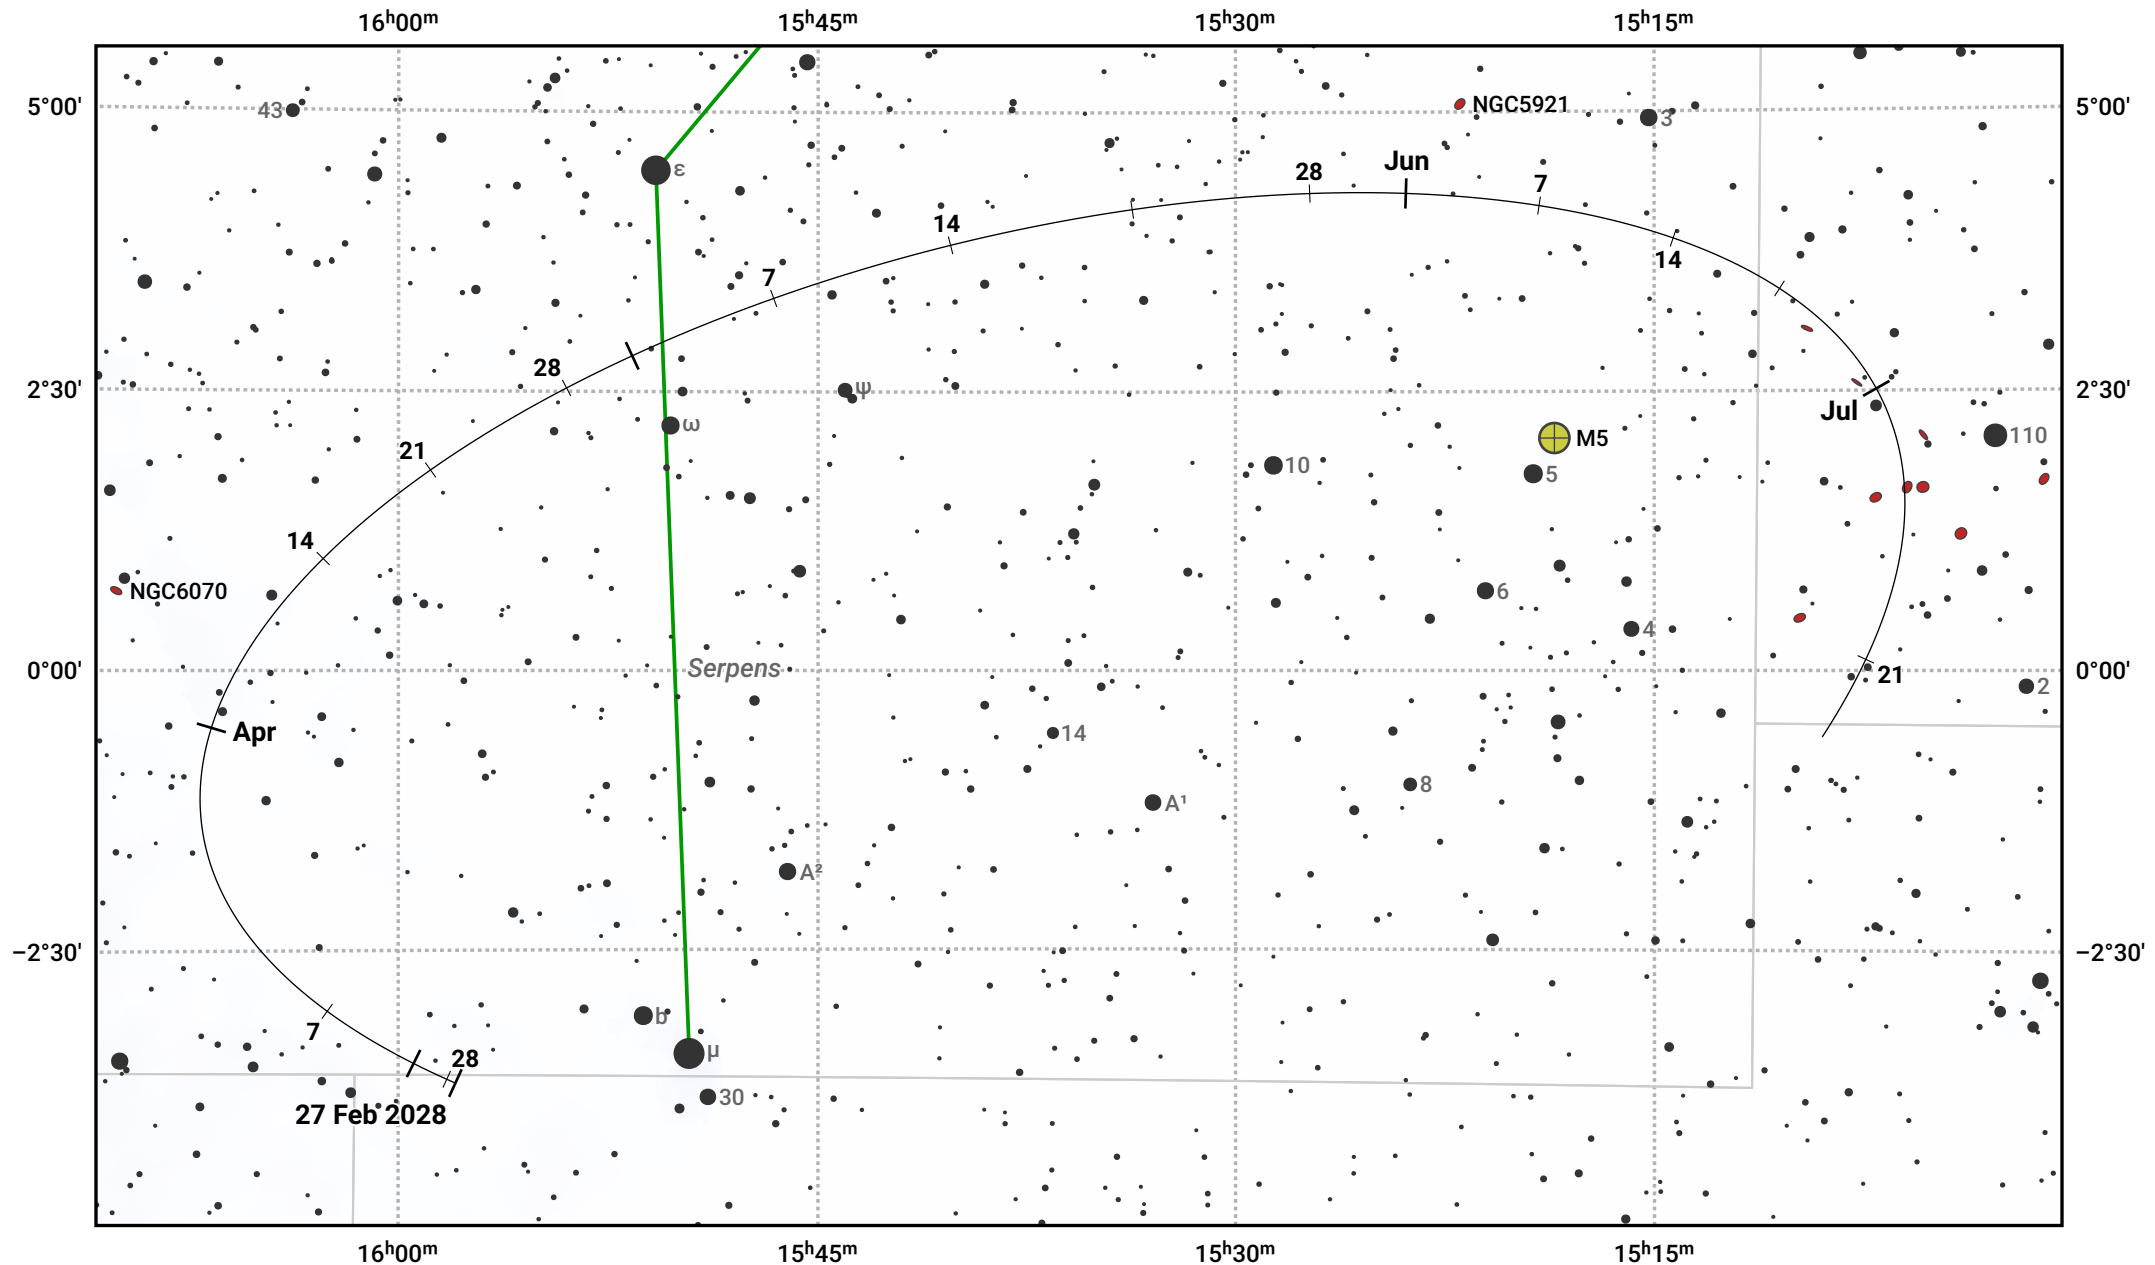 16ʰ00ᵐ 15ʰ45ᵐ 15ʰ30ᵐ 15ʰ15ᵐ
5°00' 43 NGC5921 3 5°00'
ε 28 Jun 7
14 14
7
28
2°30' ψ Jul 2°30'
21 ω M5 110
10 5
14
NGC6070 6
4
0°00' Serpens 21 0°00'
2
Apr 14
8
A¹
A²
−2°30' −2°30'
7 b
28 μ
27 Feb 2028 30
16ʰ00ᵐ 15ʰ45ᵐ 15ʰ30ᵐ 15ʰ15ᵐ